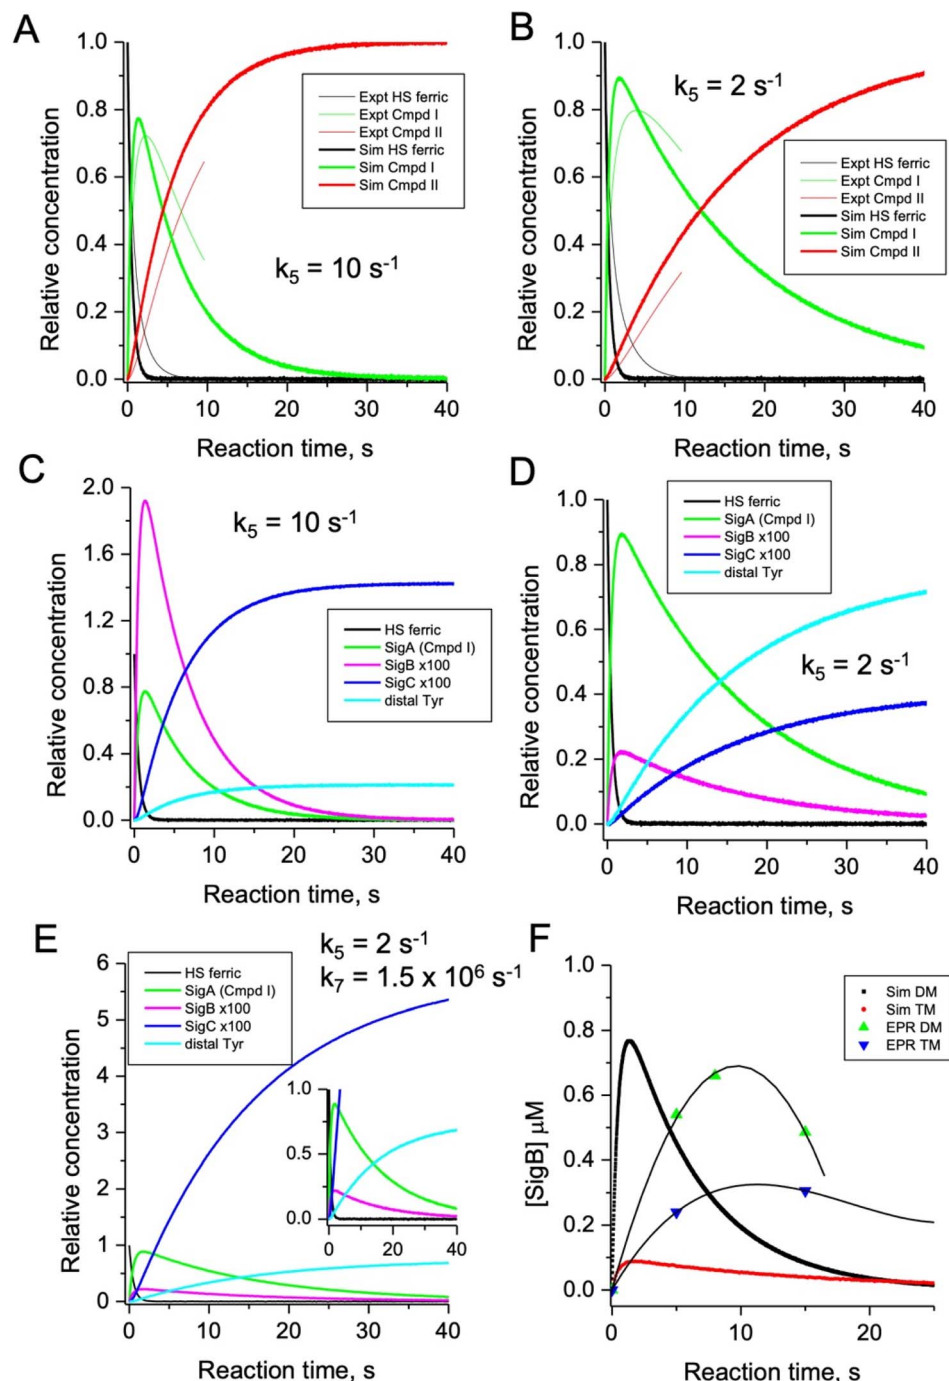 A
1.0
0.8
0.6
0.4
0.2
0.0
Relative concentration
Expt HS ferric
Expt Cmpd I
Expt Cmpd II
Sim HS ferric
Sim Cmpd I
Sim Cmpd II
k5 = 10 s-1
0 10 20 30 40
Reaction time, s
B
1.0
0.8
0.6
0.4
0.2
0.0
Relative concentration
k5 = 2 s-1
Expt HS ferric
Expt Cmpd I
Expt Cmpd II
Sim HS ferric
Sim Cmpd I
Sim Cmpd II
0 10 20 30 40
Reaction time, s
C
2.0
1.6
1.2
0.8
0.4
0.0
Relative concentration
k5 = 10 s-1
HS ferric
SigA (Cmpd I)
SigB x100
SigC x100
distal Tyr
0 10 20 30 40
Reaction time, s
D
1.0
0.8
0.6
0.4
0.2
0.0
Relative concentration
HS ferric
SigA (Cmpd I)
SigB x100
SigC x100
distal Tyr
k5 = 2 s-1
0 10 20 30 40
Reaction time, s
E
k5 = 2 s-1
k7 = 1.5 x 106 s-1
6
5
4
3
2
1
0
Relative concentration
HS ferric
SigA (Cmpd I)
SigB x100
SigC x100
distal Tyr
1.0
0.5
0.0
0 20 40
0 10 20 30 40
Reaction time, s
F
1.0
0.8
0.6
0.4
0.2
0.0
[SigB] μM
Sim DM
Sim TM
EPR DM
EPR TM
0 10 20
Reaction time, s